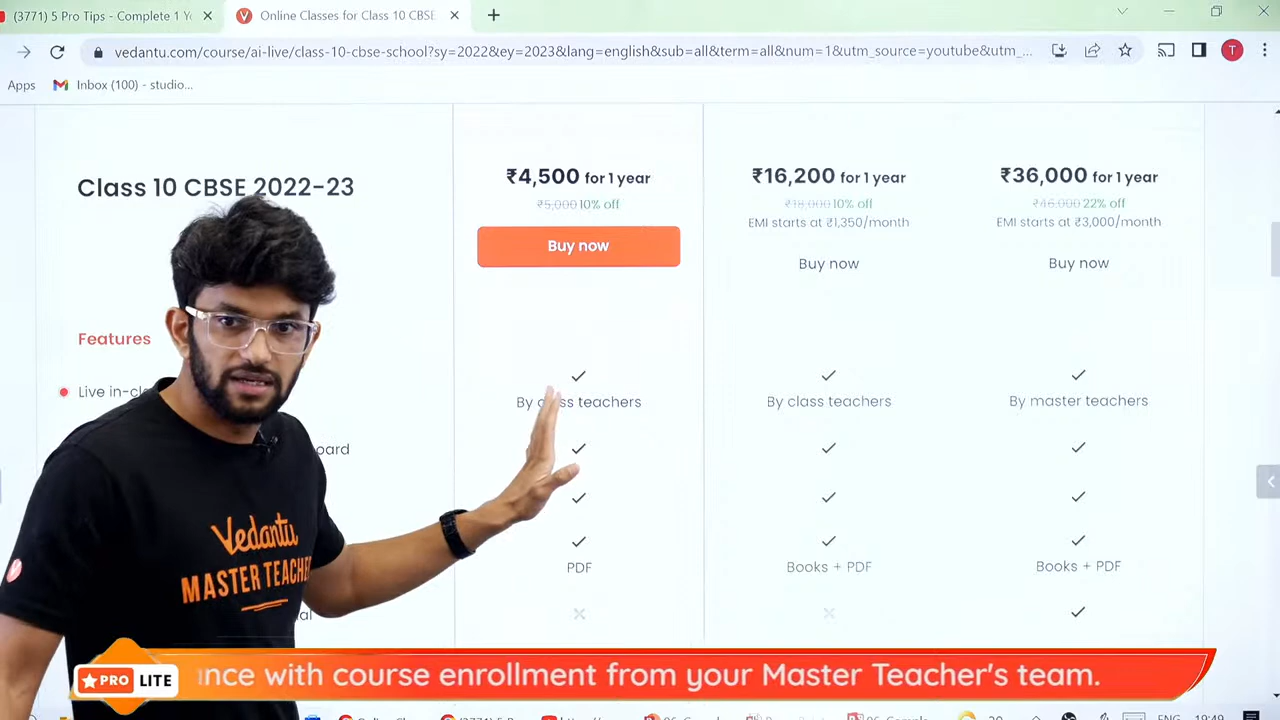 (3771) 5 Pro Tips - Complete 1 Y
Online Classes for Class 10 CBSE
vedantu.com/course/ai-live/class-10-cbse-school?sy=2022&ey=2023&lang=english&sub=all&term=all&num=1&utm_source=youtube&utm_...
T
Apps
Inbox (100) - studio...
Class 10 CBSE 2022-23
₹4,500 for 1 year
₹5,000 10% off
Buy now
₹16,200 for 1 year
₹18,000 10% off
EMI starts at ₹1,350/month
Buy now
₹36,000 for 1 year
₹46,000 22% off
EMI starts at ₹3,000/month
Buy now
Features
Live in-cl
By class teachers
By class teachers
By master teachers
oard
PDF
Books + PDF
Books + PDF
al
Vedantu
MASTER TEACHER
PRO LITE
nce with course enrollment from your Master Teacher's team.
ENG 19:49